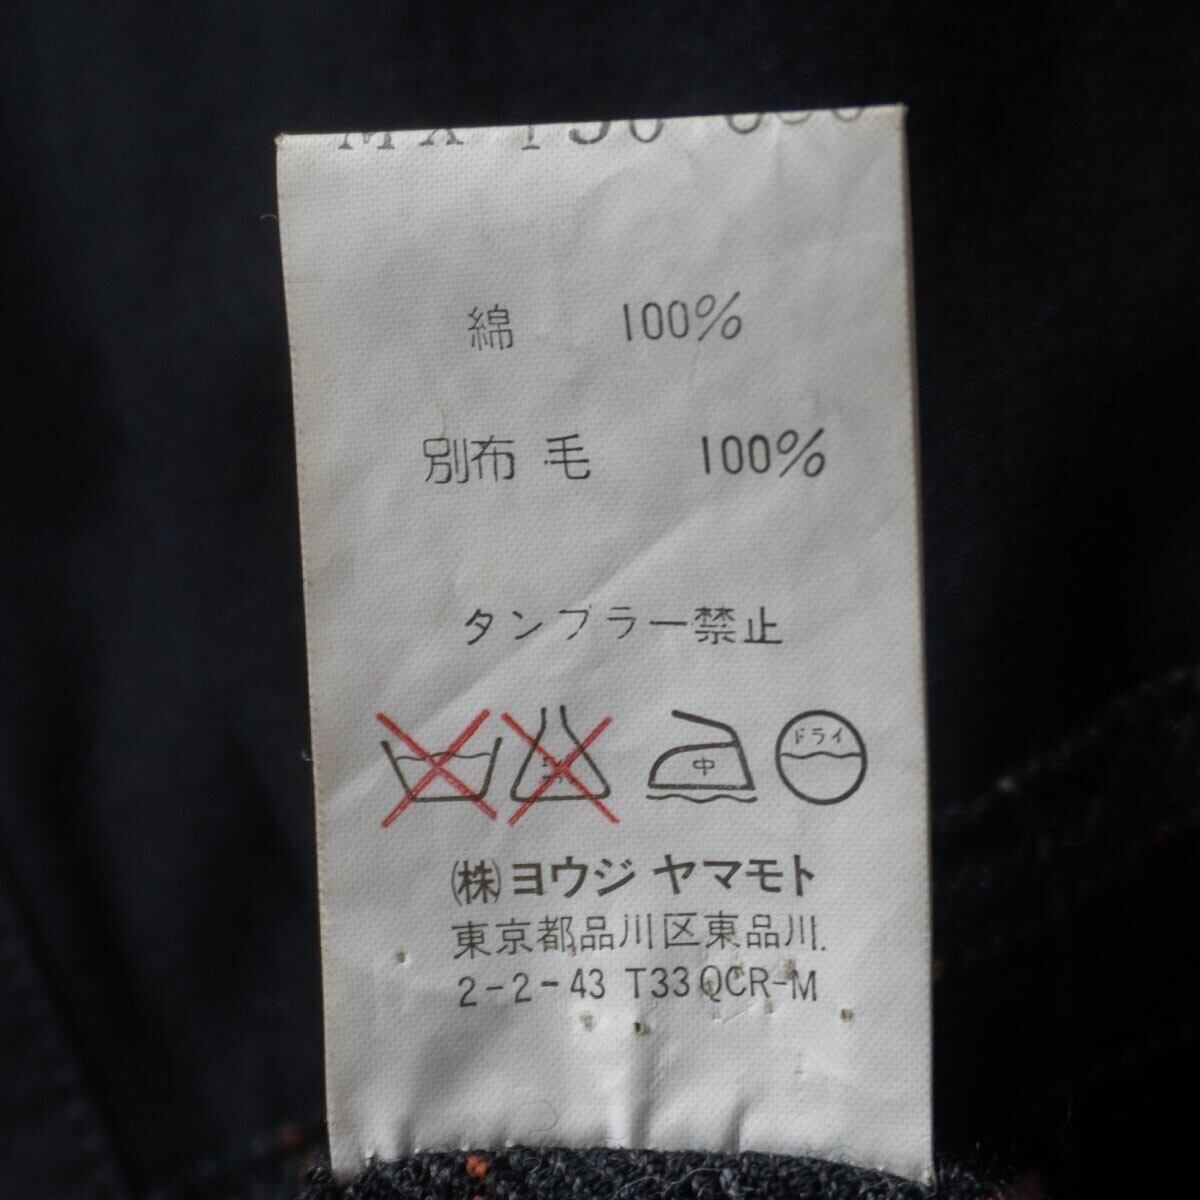 綿 100%
別布 毛 100%
タンブラー禁止
中 ドライ
㈱ヨウジ ヤマモト
東京都品川区東品川.
2-2-43 T33QCR-M